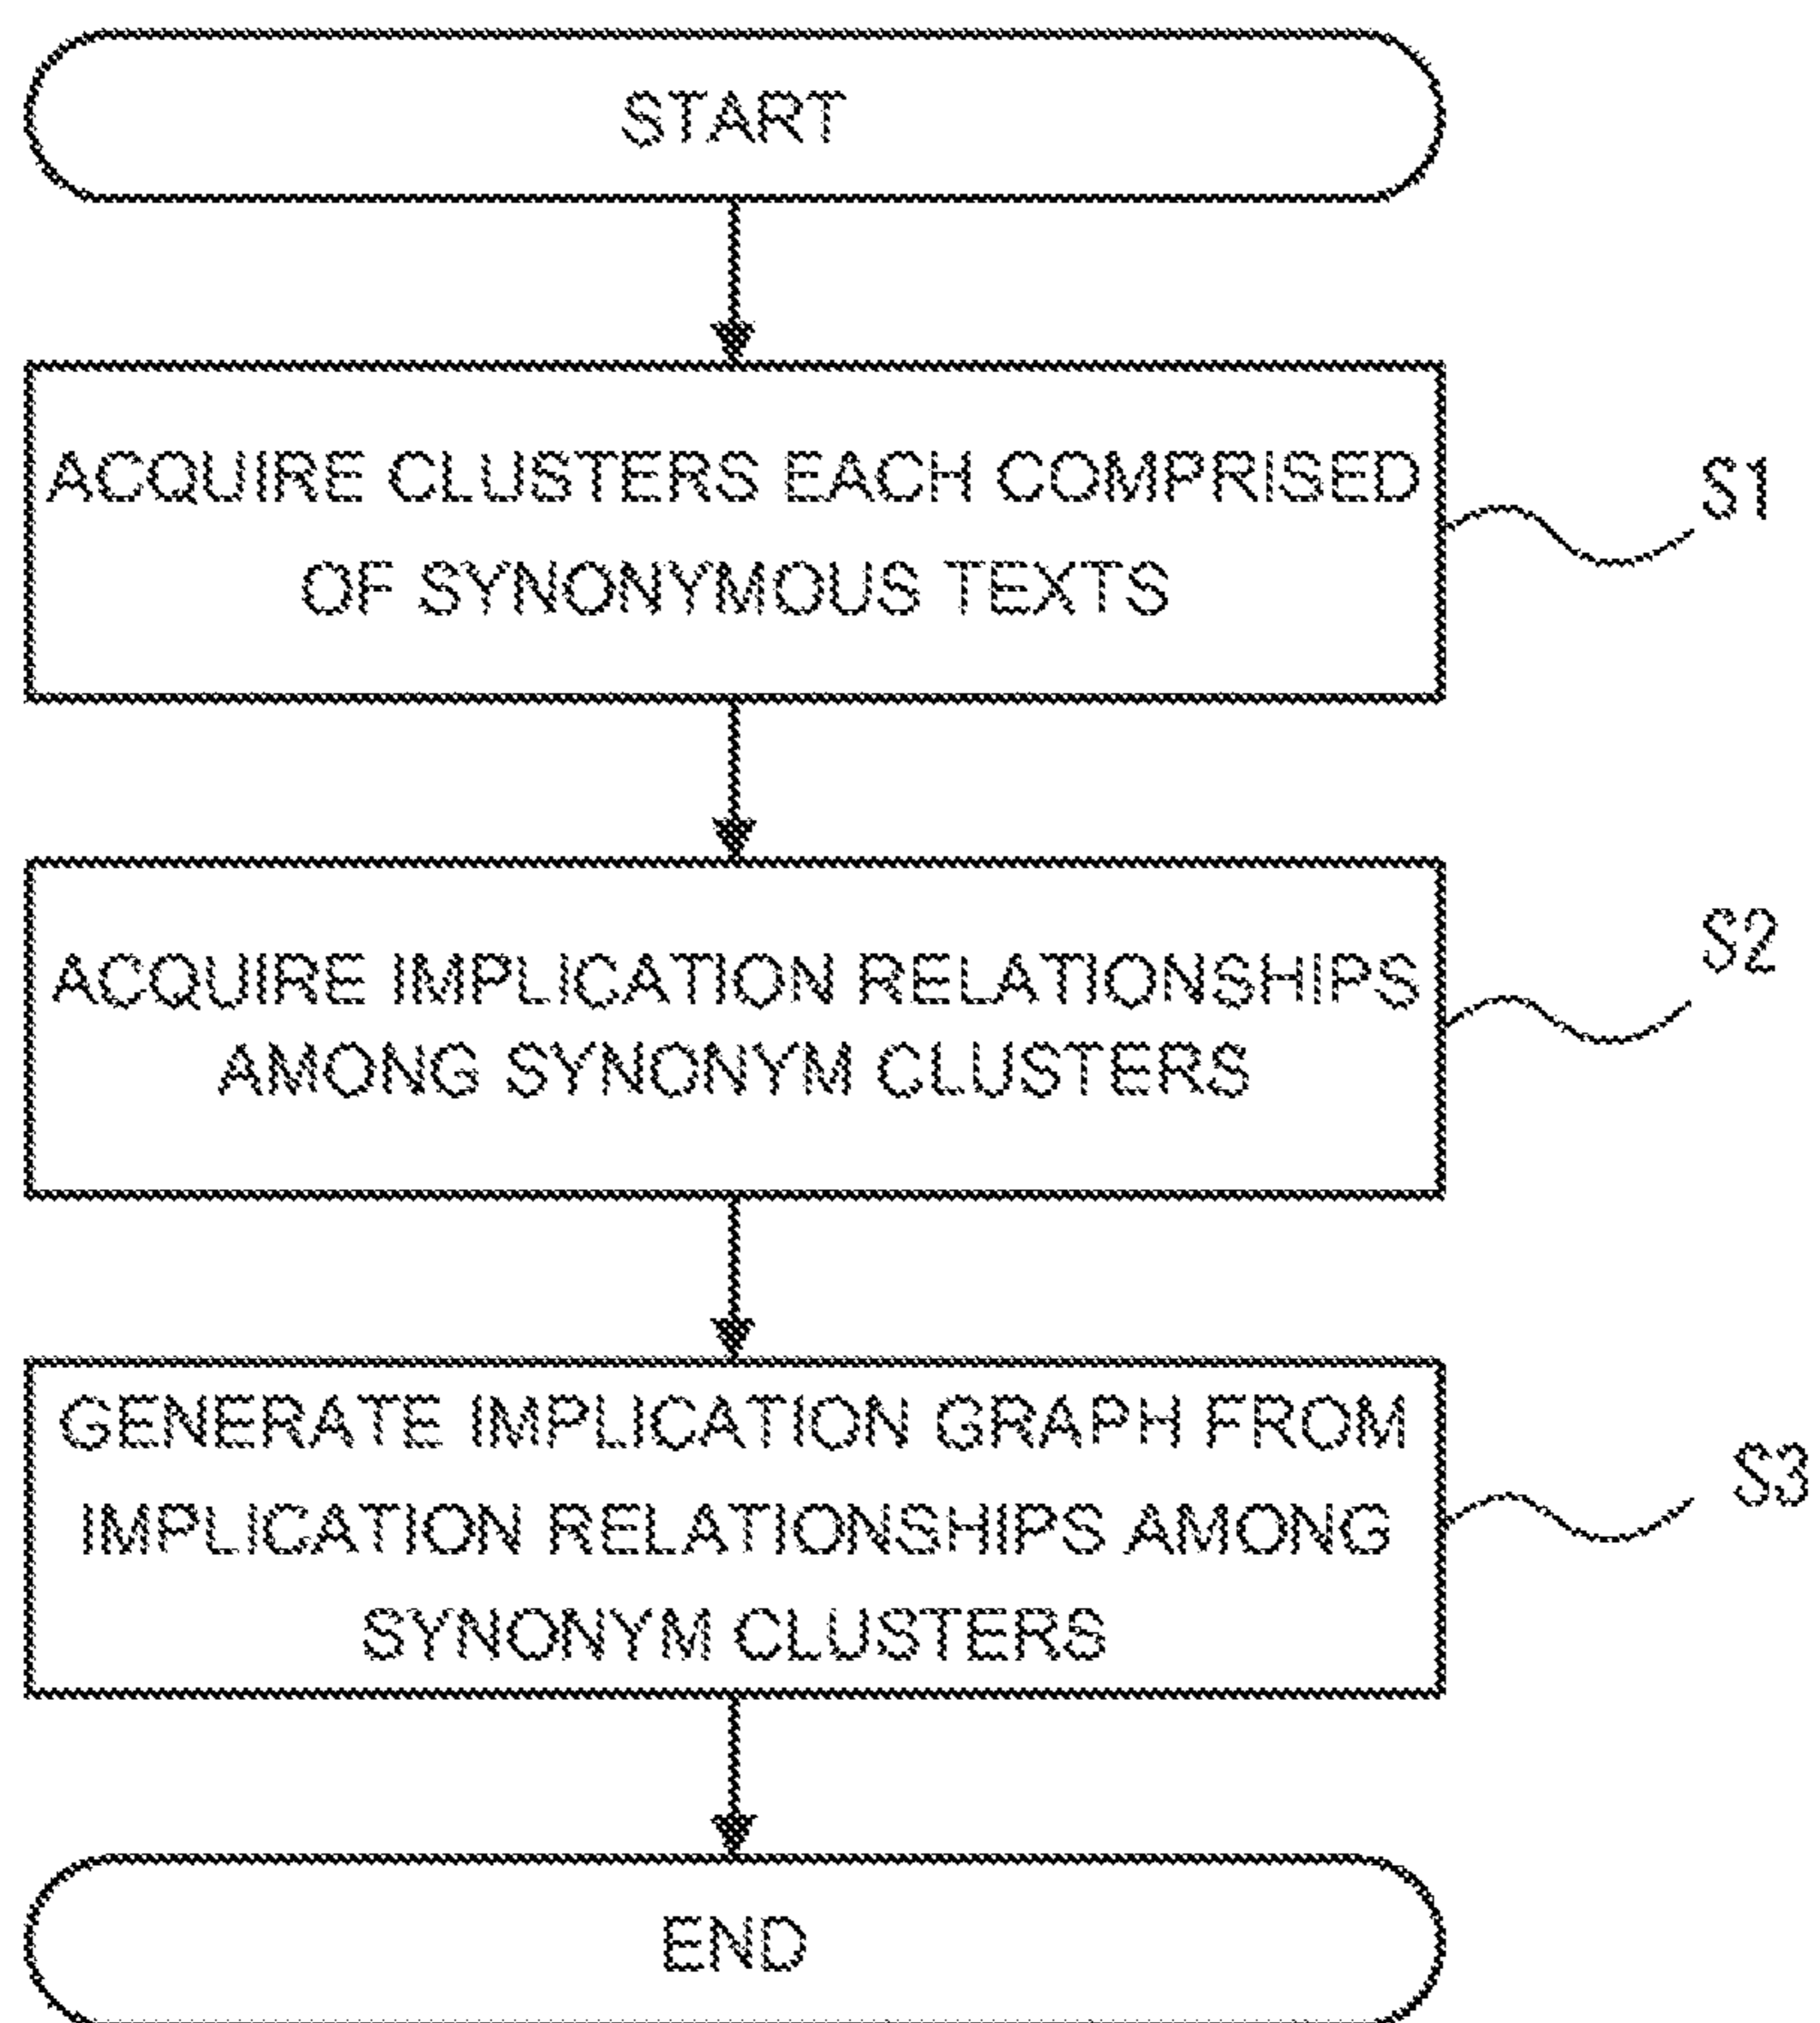 START
ACQUIRE CLUSTERS EACH COMPRISED
OF SYNONYMOUS TEXTS
S1
ACQUIRE IMPLICATION RELATIONSHIPS
AMONG SYNONYM CLUSTERS
S2
GENERATE IMPLICATION GRAPH FROM
IMPLICATION RELATIONSHIPS AMONG
SYNONYM CLUSTERS
S3
END